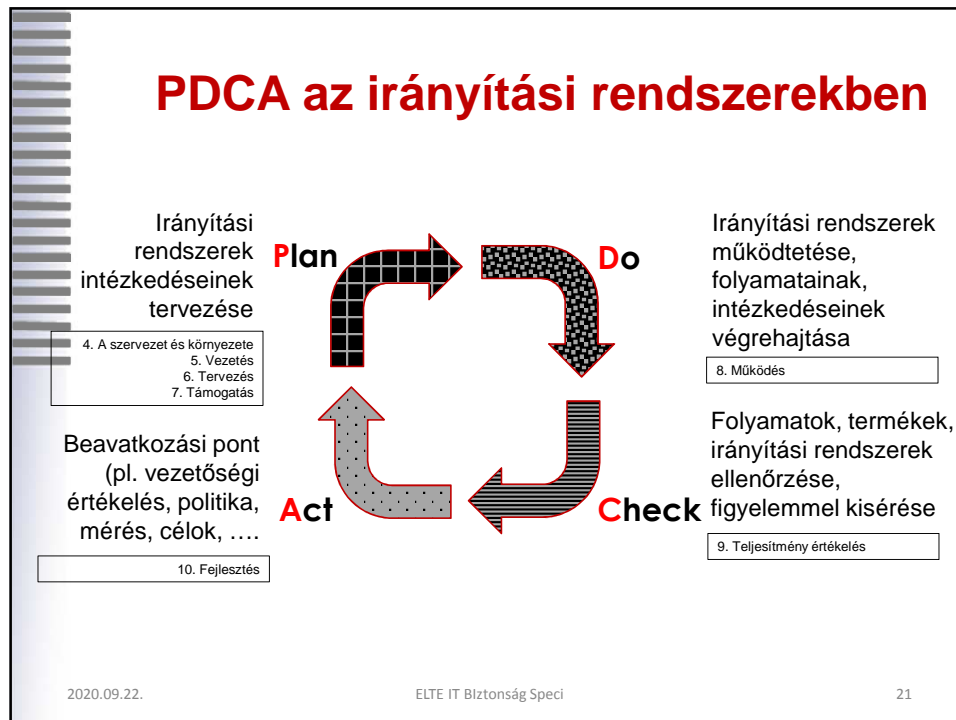 PDCA az irányítási rendszerekben
Irányítási
rendszerek
intézkedéseinek
tervezése
4. A szervezet és környezete
5. Vezetés
6. Tervezés
7. Támogatás
Plan
Do
Irányítási rendszerek
működtetése,
folyamatainak,
intézkedéseinek
végrehajtása
8. Működés
Beavatkozási pont
(pl. vezetőségi
értékelés, politika,
mérés, célok, ….
10. Fejlesztés
Act
Check
Folyamatok, termékek,
irányítási rendszerek
ellenőrzése,
figyelemmel kisérése
9. Teljesítmény értékelés
2020.09.22.
ELTE IT BIztonság Speci
21